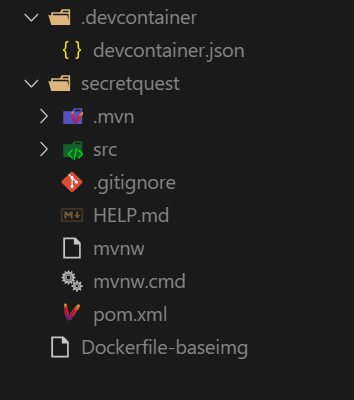 .devcontainer
{ } devcontainer.json
secretquest
.mvn
src
.gitignore
HELP.md
mvnw
mvnw.cmd
pom.xml
Dockerfile-baseimg